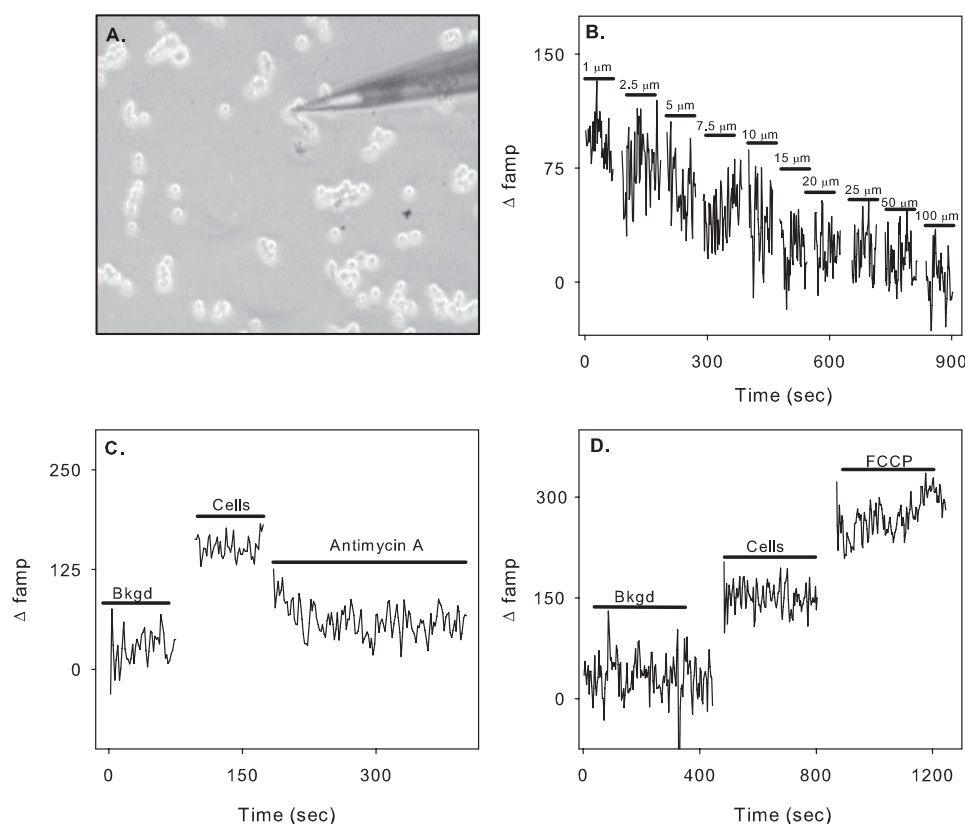 A.
B.
150
75
0
Δ famp
1 μm
2.5 μm
5 μm
7.5 μm
10 μm
15 μm
20 μm
25 μm
50 μm
100 μm
0 300 600 900
Time (sec)
C.
250
125
0
Δ famp
Bkgd
Cells
Antimycin A
0 150 300
Time (sec)
D.
300
150
0
Δ famp
Bkgd
Cells
FCCP
0 400 800 1200
Time (sec)